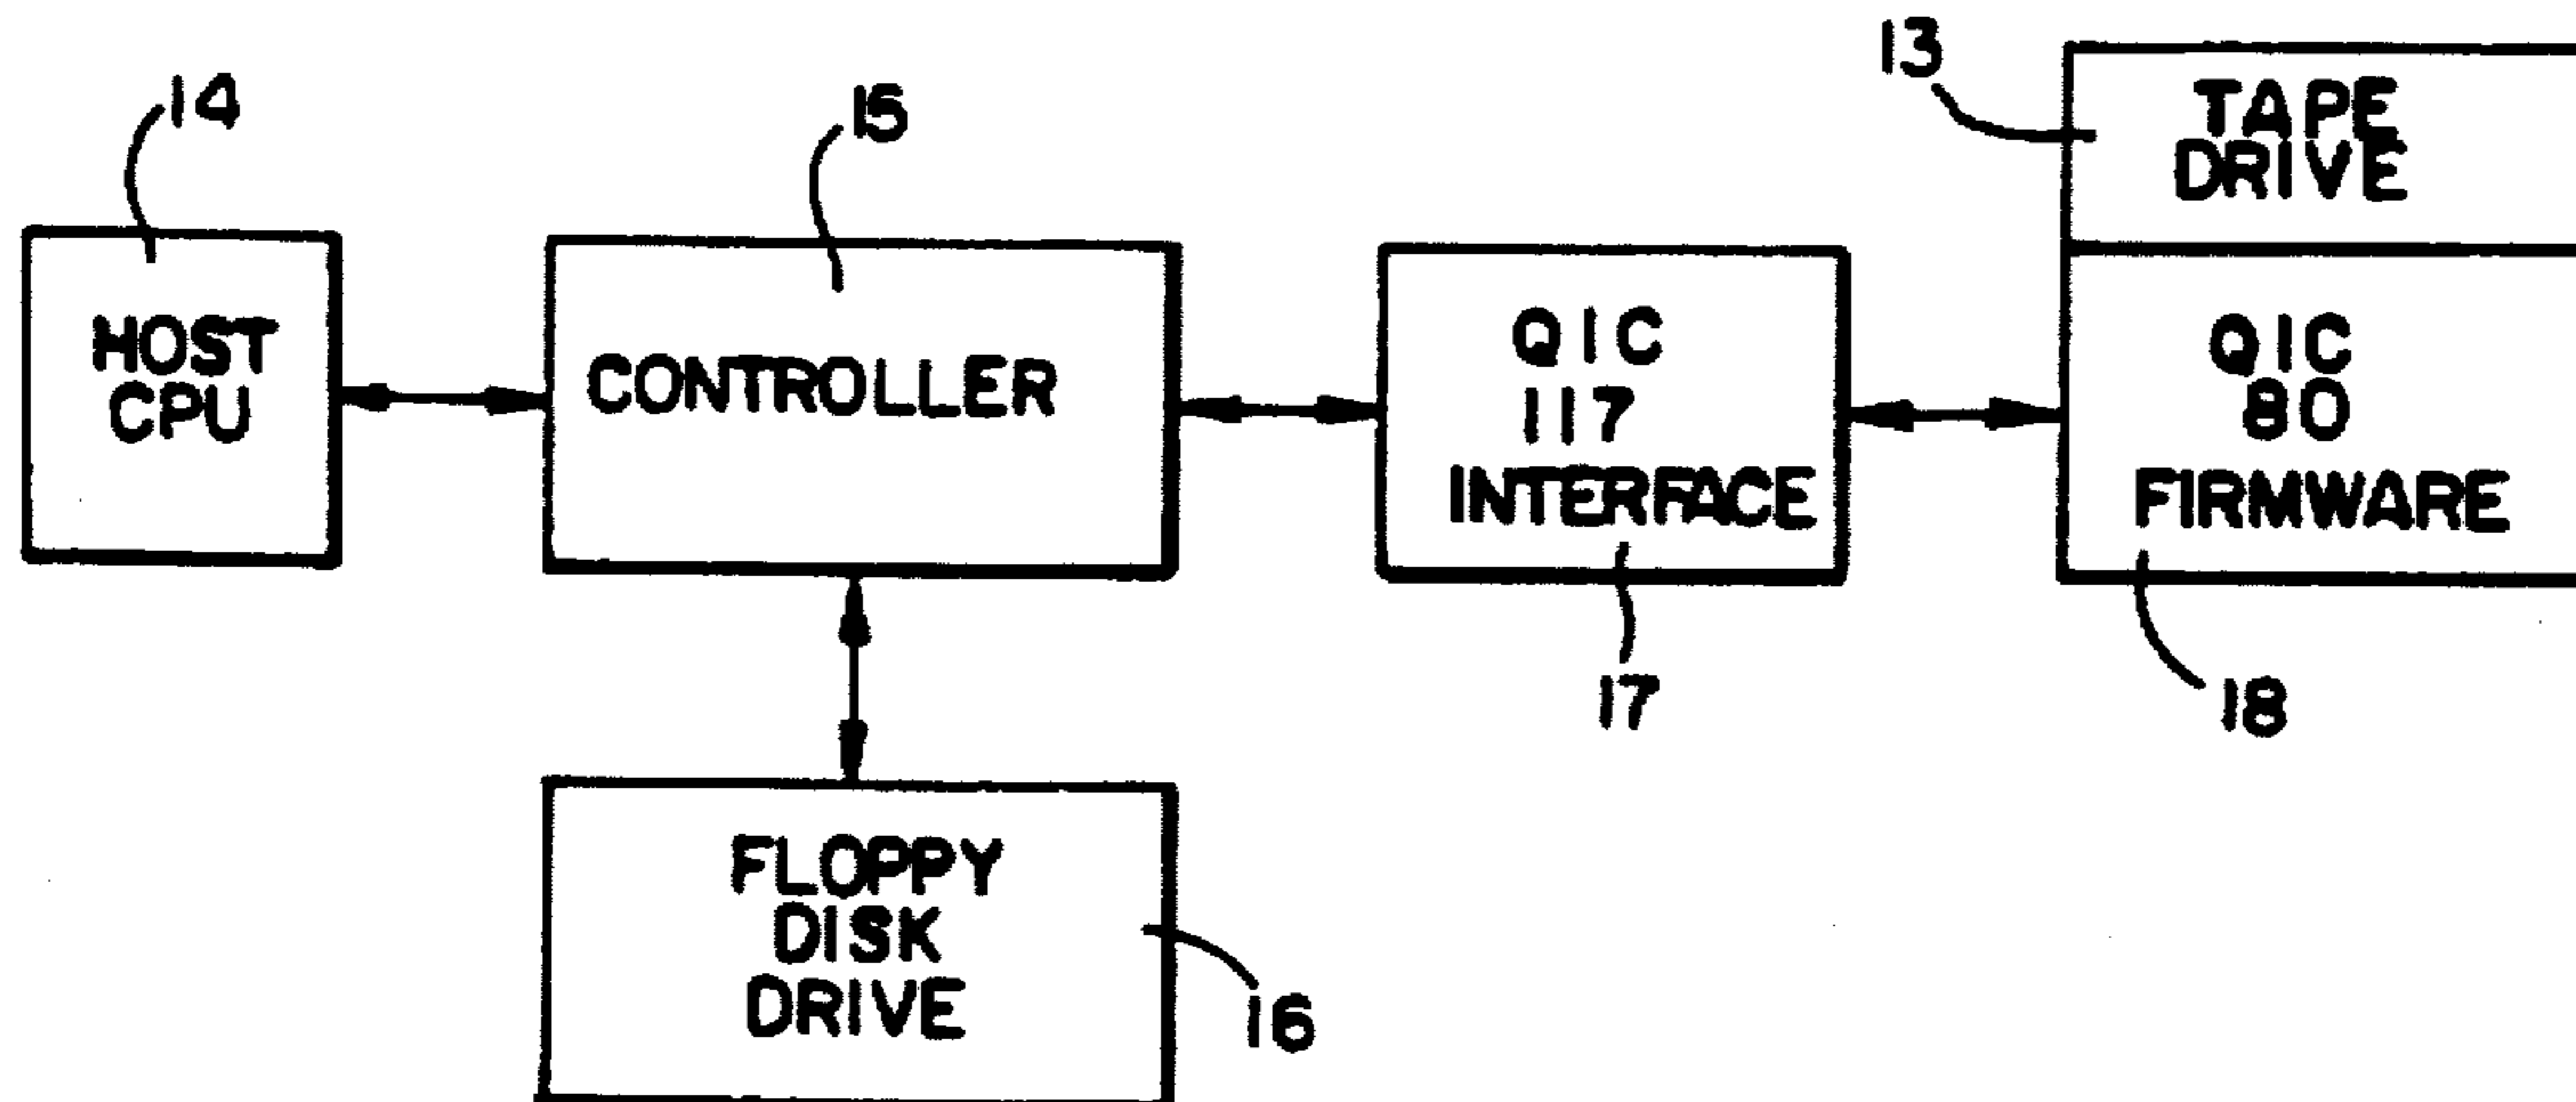 14
HOST
CPU
15
CONTROLLER
QIC
117
INTERFACE
17
13
TAPE
DRIVE
QIC
80
FIRMWARE
18
FLOPPY
DISK
DRIVE
16